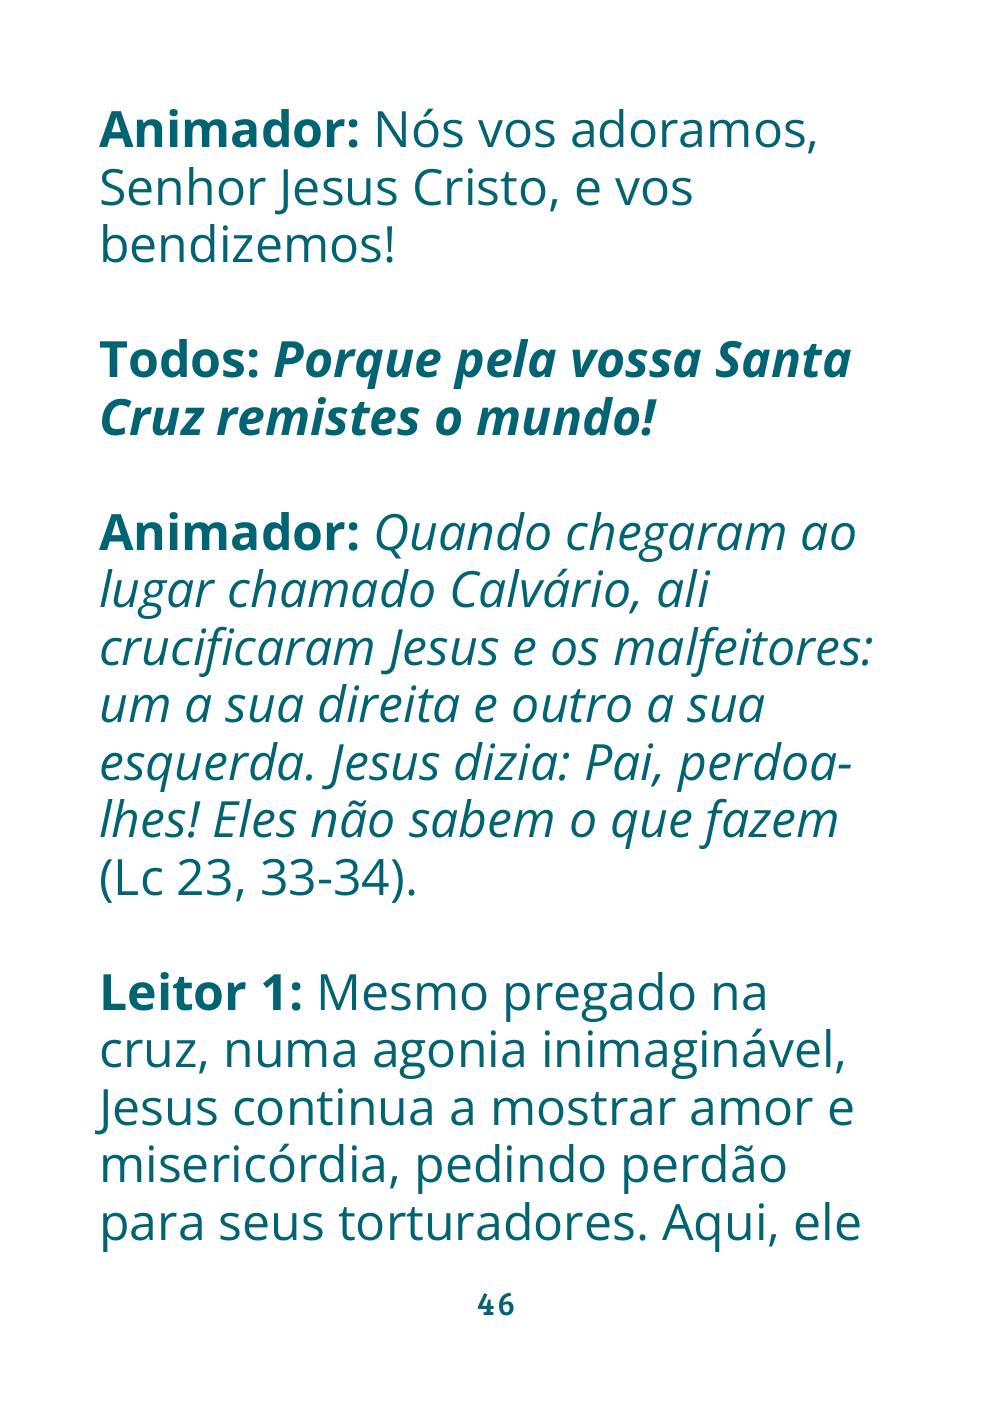 Animador: Nós vos adoramos,
Senhor Jesus Cristo, e vos
bendizemos!
Todos: Porque pela vossa Santa
Cruz remistes o mundo!
Animador: Quando chegaram ao
lugar chamado Calvário, ali
crucificaram Jesus e os malfeitores:
um a sua direita e outro a sua
esquerda. Jesus dizia: Pai, perdoa-
lhes! Eles não sabem o que fazem
(Lc 23, 33-34).
Leitor 1: Mesmo pregado na
cruz, numa agonia inimaginável,
Jesus continua a mostrar amor e
misericórdia, pedindo perdão
para seus torturadores. Aqui, ele
46